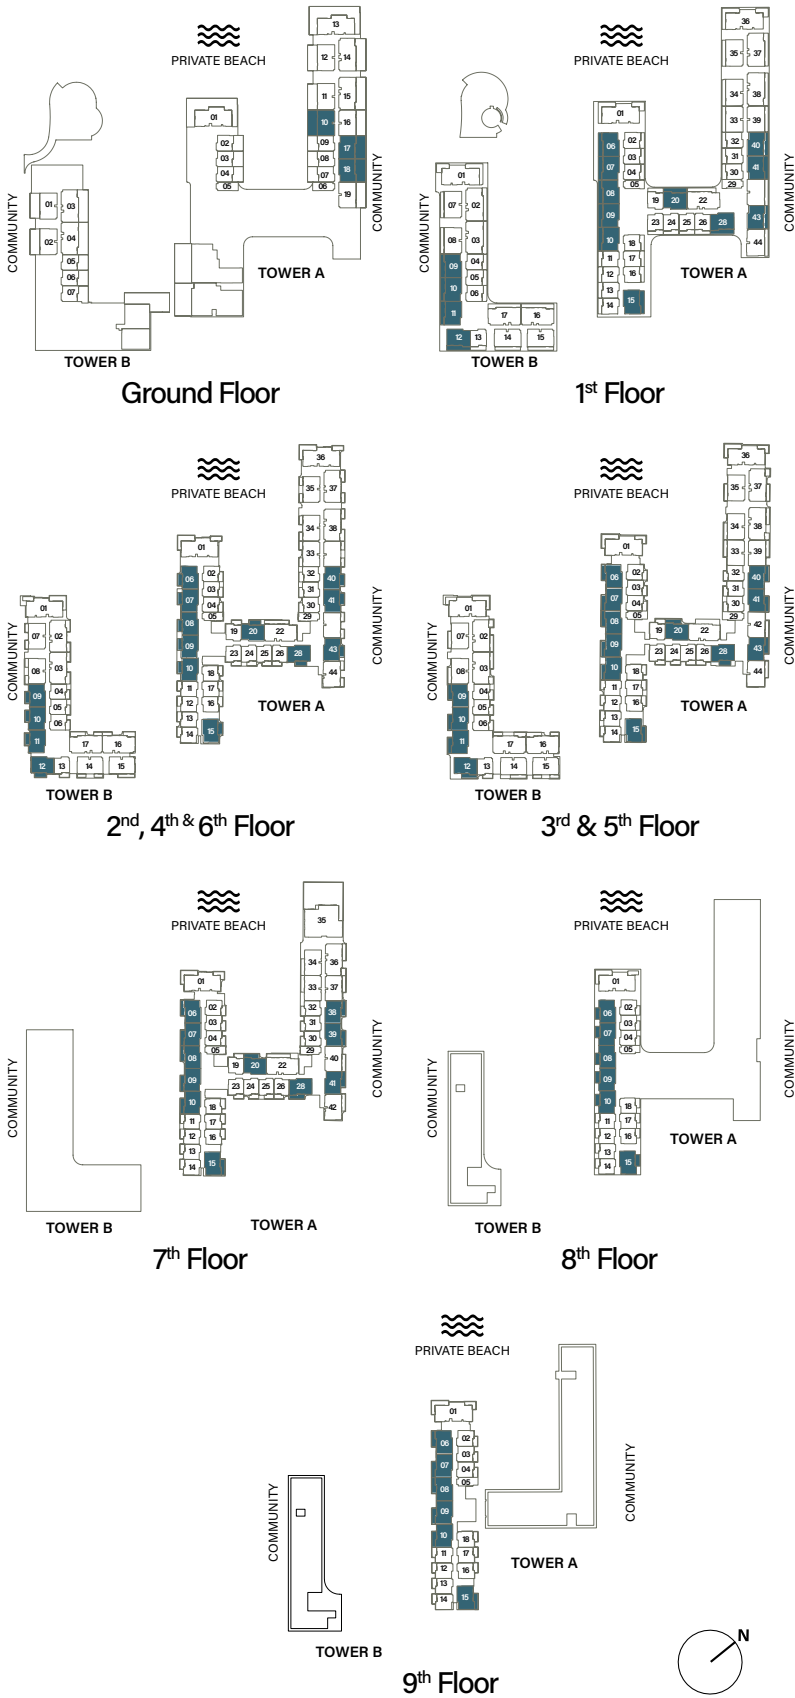 PRIVATE BEACH
COMMUNITY
COMMUNITY
13
12 14
11 15
10 16
09 17
08 18
07
06 19
01
02
03
04
05
01 03
02 04
05
06
07
TOWER A
TOWER B
Ground Floor
PRIVATE BEACH
COMMUNITY
36
35 37
34 38
33 39
32 40
31 41
30
29
43
44
01
06 02
07 03
04
08 05
09
10 18
11 17
12 16
13
14 15
19 20 22
23 24 25 26 28
01
07 02
08 03
09 04
05
10 06
11
12 13 14 15
17 16
TOWER A
TOWER B
1st Floor
PRIVATE BEACH
COMMUNITY
COMMUNITY
36
35 37
34 38
33
32 40
31 41
30
29
43
44
01
06 02
07 03
04
08 05
09
10 18
11 17
12 16
13
14 15
19 20 22
23 24 25 26 28
01
07 02
08 03
09 04
10 05
06
11
12 13 14 15
17 16
TOWER A
TOWER B
2nd, 4th & 6th Floor
PRIVATE BEACH
COMMUNITY
COMMUNITY
36
35 37
34 38
33 39
32 40
31 41
30
29 42
43
44
01
06 02
07 03
04
08 05
09
10 18
11 17
12 16
13
14 15
19 20 22
23 24 25 26 28
01
07 02
08 03
09 04
10 05
06
11
12 13 14 15
17 16
TOWER A
TOWER B
3rd & 5th Floor
PRIVATE BEACH
COMMUNITY
COMMUNITY
35
34 36
33 37
32 38
31 39
30
29 40
41
42
01
06 02
07 03
04
08 05
09
10 18
11 17
12 16
13
14 15
19 20 22
23 24 25 26 28
TOWER B
TOWER A
7th Floor
PRIVATE BEACH
COMMUNITY
COMMUNITY
01
06 02
07 03
04
08 05
09
10 18
11 17
12 16
13
14 15
TOWER A
TOWER B
8th Floor
PRIVATE BEACH
COMMUNITY
COMMUNITY
01
06 02
07 03
04
08 05
09
10 18
11 17
12 16
13
14 15
TOWER A
TOWER B
9th Floor
N